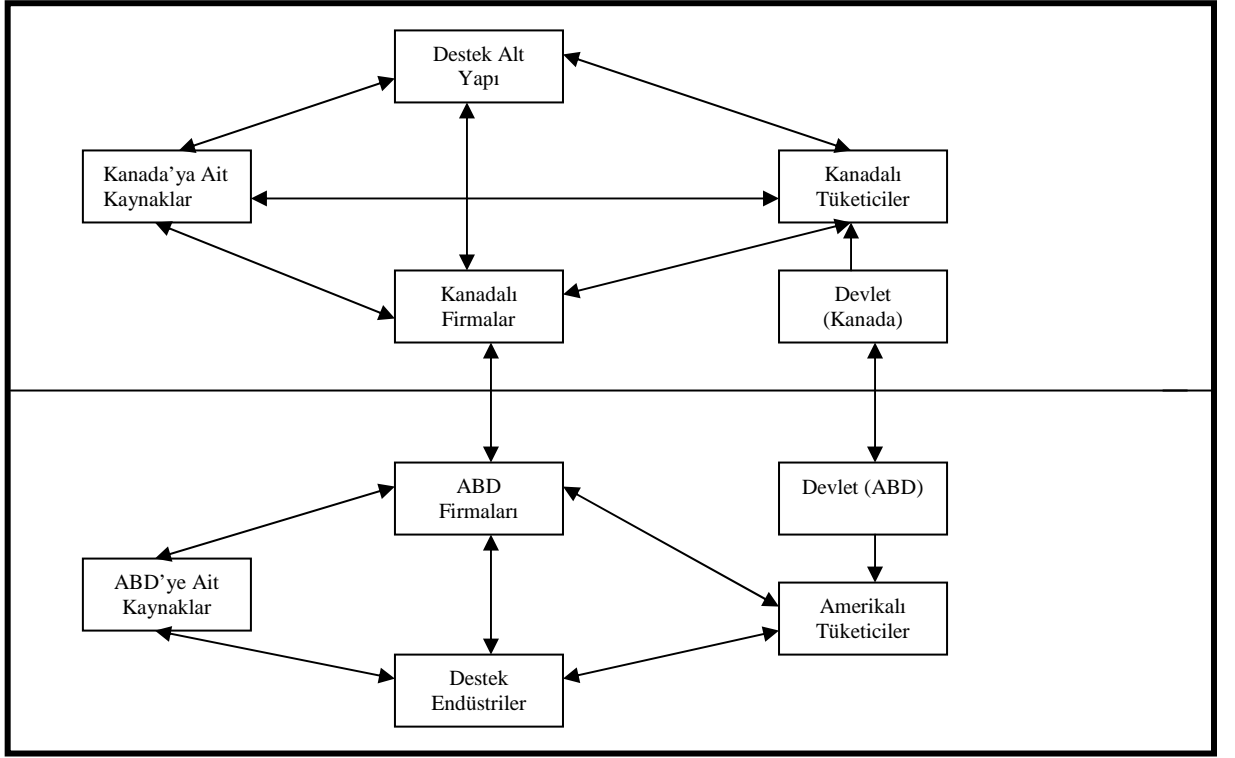 Destek Alt
Yapı
Kanada’ya Ait
Kaynaklar
Kanadalı
Tüketiciler
Kanadalı
Firmalar
Devlet
(Kanada)
ABD
Firmaları
Devlet (ABD)
ABD’ye Ait
Kaynaklar
Amerikalı
Tüketiciler
Destek
Endüstriler